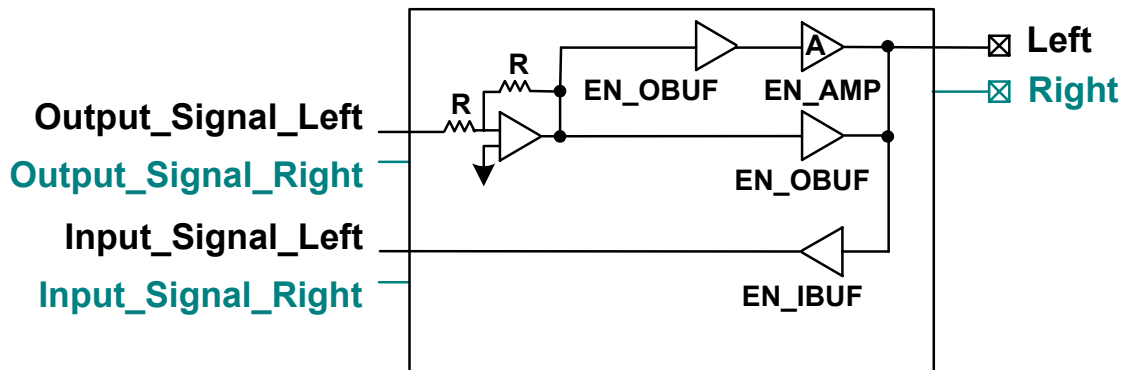 Left
R
EN_OBUF
A
EN_AMP
Right
R
Output_Signal_Left
Output_Signal_Right
EN_OBUF
Input_Signal_Left
Input_Signal_Right
EN_IBUF